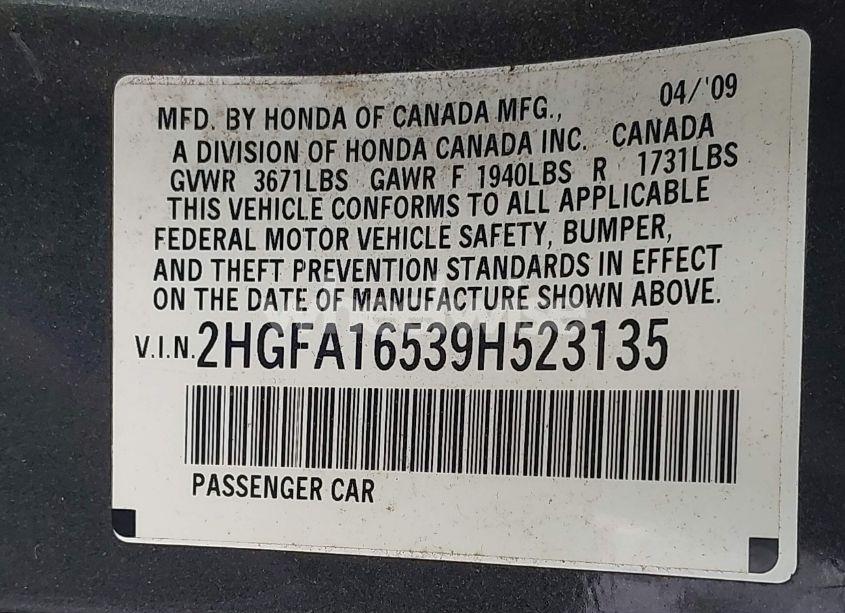 MFD. BY HONDA OF CANADA MFG., 04/'09
A DIVISION OF HONDA CANADA INC. CANADA
GVWR 3671LBS GAWR F 1940LBS R 1731LBS
THIS VEHICLE CONFORMS TO ALL APPLICABLE
FEDERAL MOTOR VEHICLE SAFETY, BUMPER,
AND THEFT PREVENTION STANDARDS IN EFFECT
ON THE DATE OF MANUFACTURE SHOWN ABOVE.
V.I.N. 2HGFA16539H523135
PASSENGER CAR